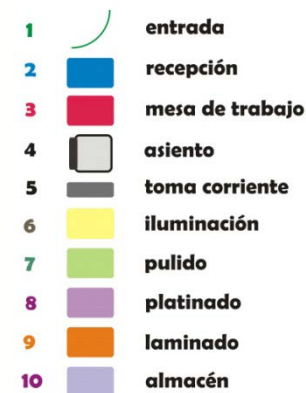 1 entrada
2 recepción
3 mesa de trabajo
4 asiento
5 toma corriente
6 iluminación
7 pulido
8 platinado
9 laminado
10 almacén